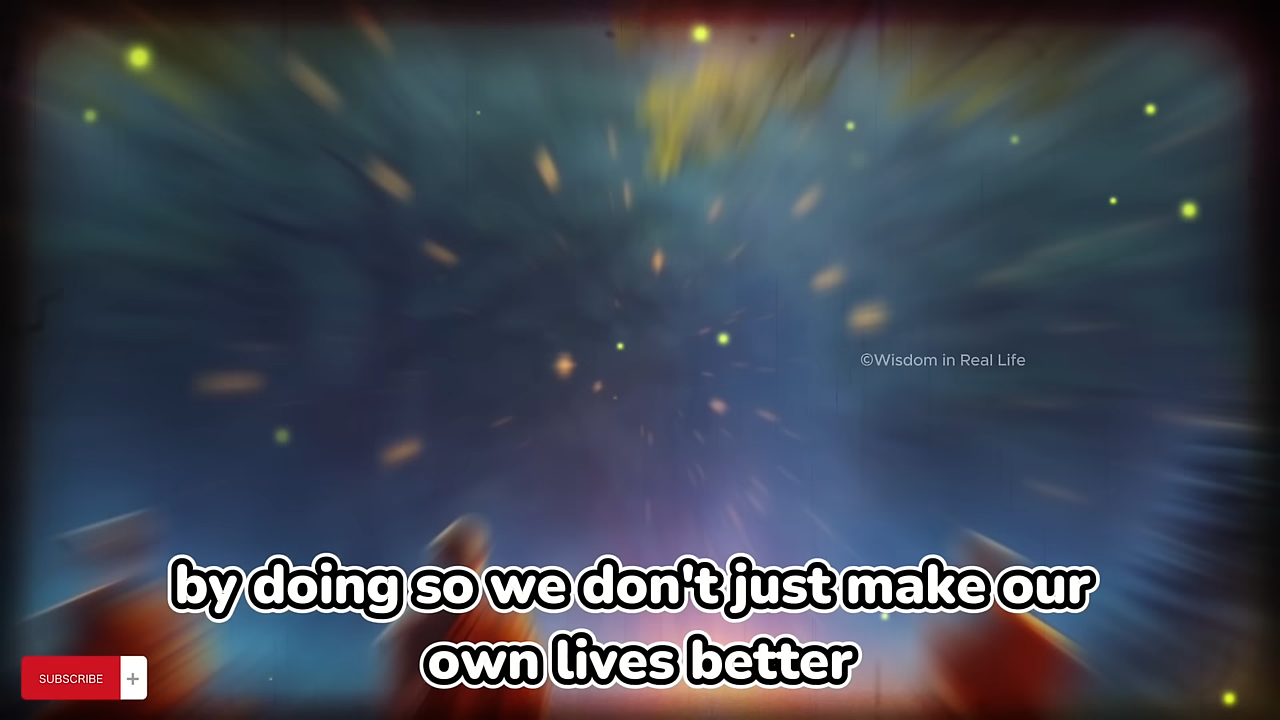 ©Wisdom in Real Life
by doing so we don't just make our
own lives better
SUBSCRIBE +